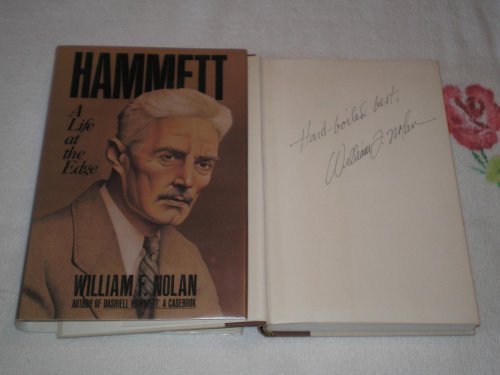 HAMMETT
A
Life
at the
Edge
WILLIAM F. NOLAN
AUTHOR OF DASHIELL HAMMETT: A CASEBOOK
Hard-boiled best,
William F. Nolan